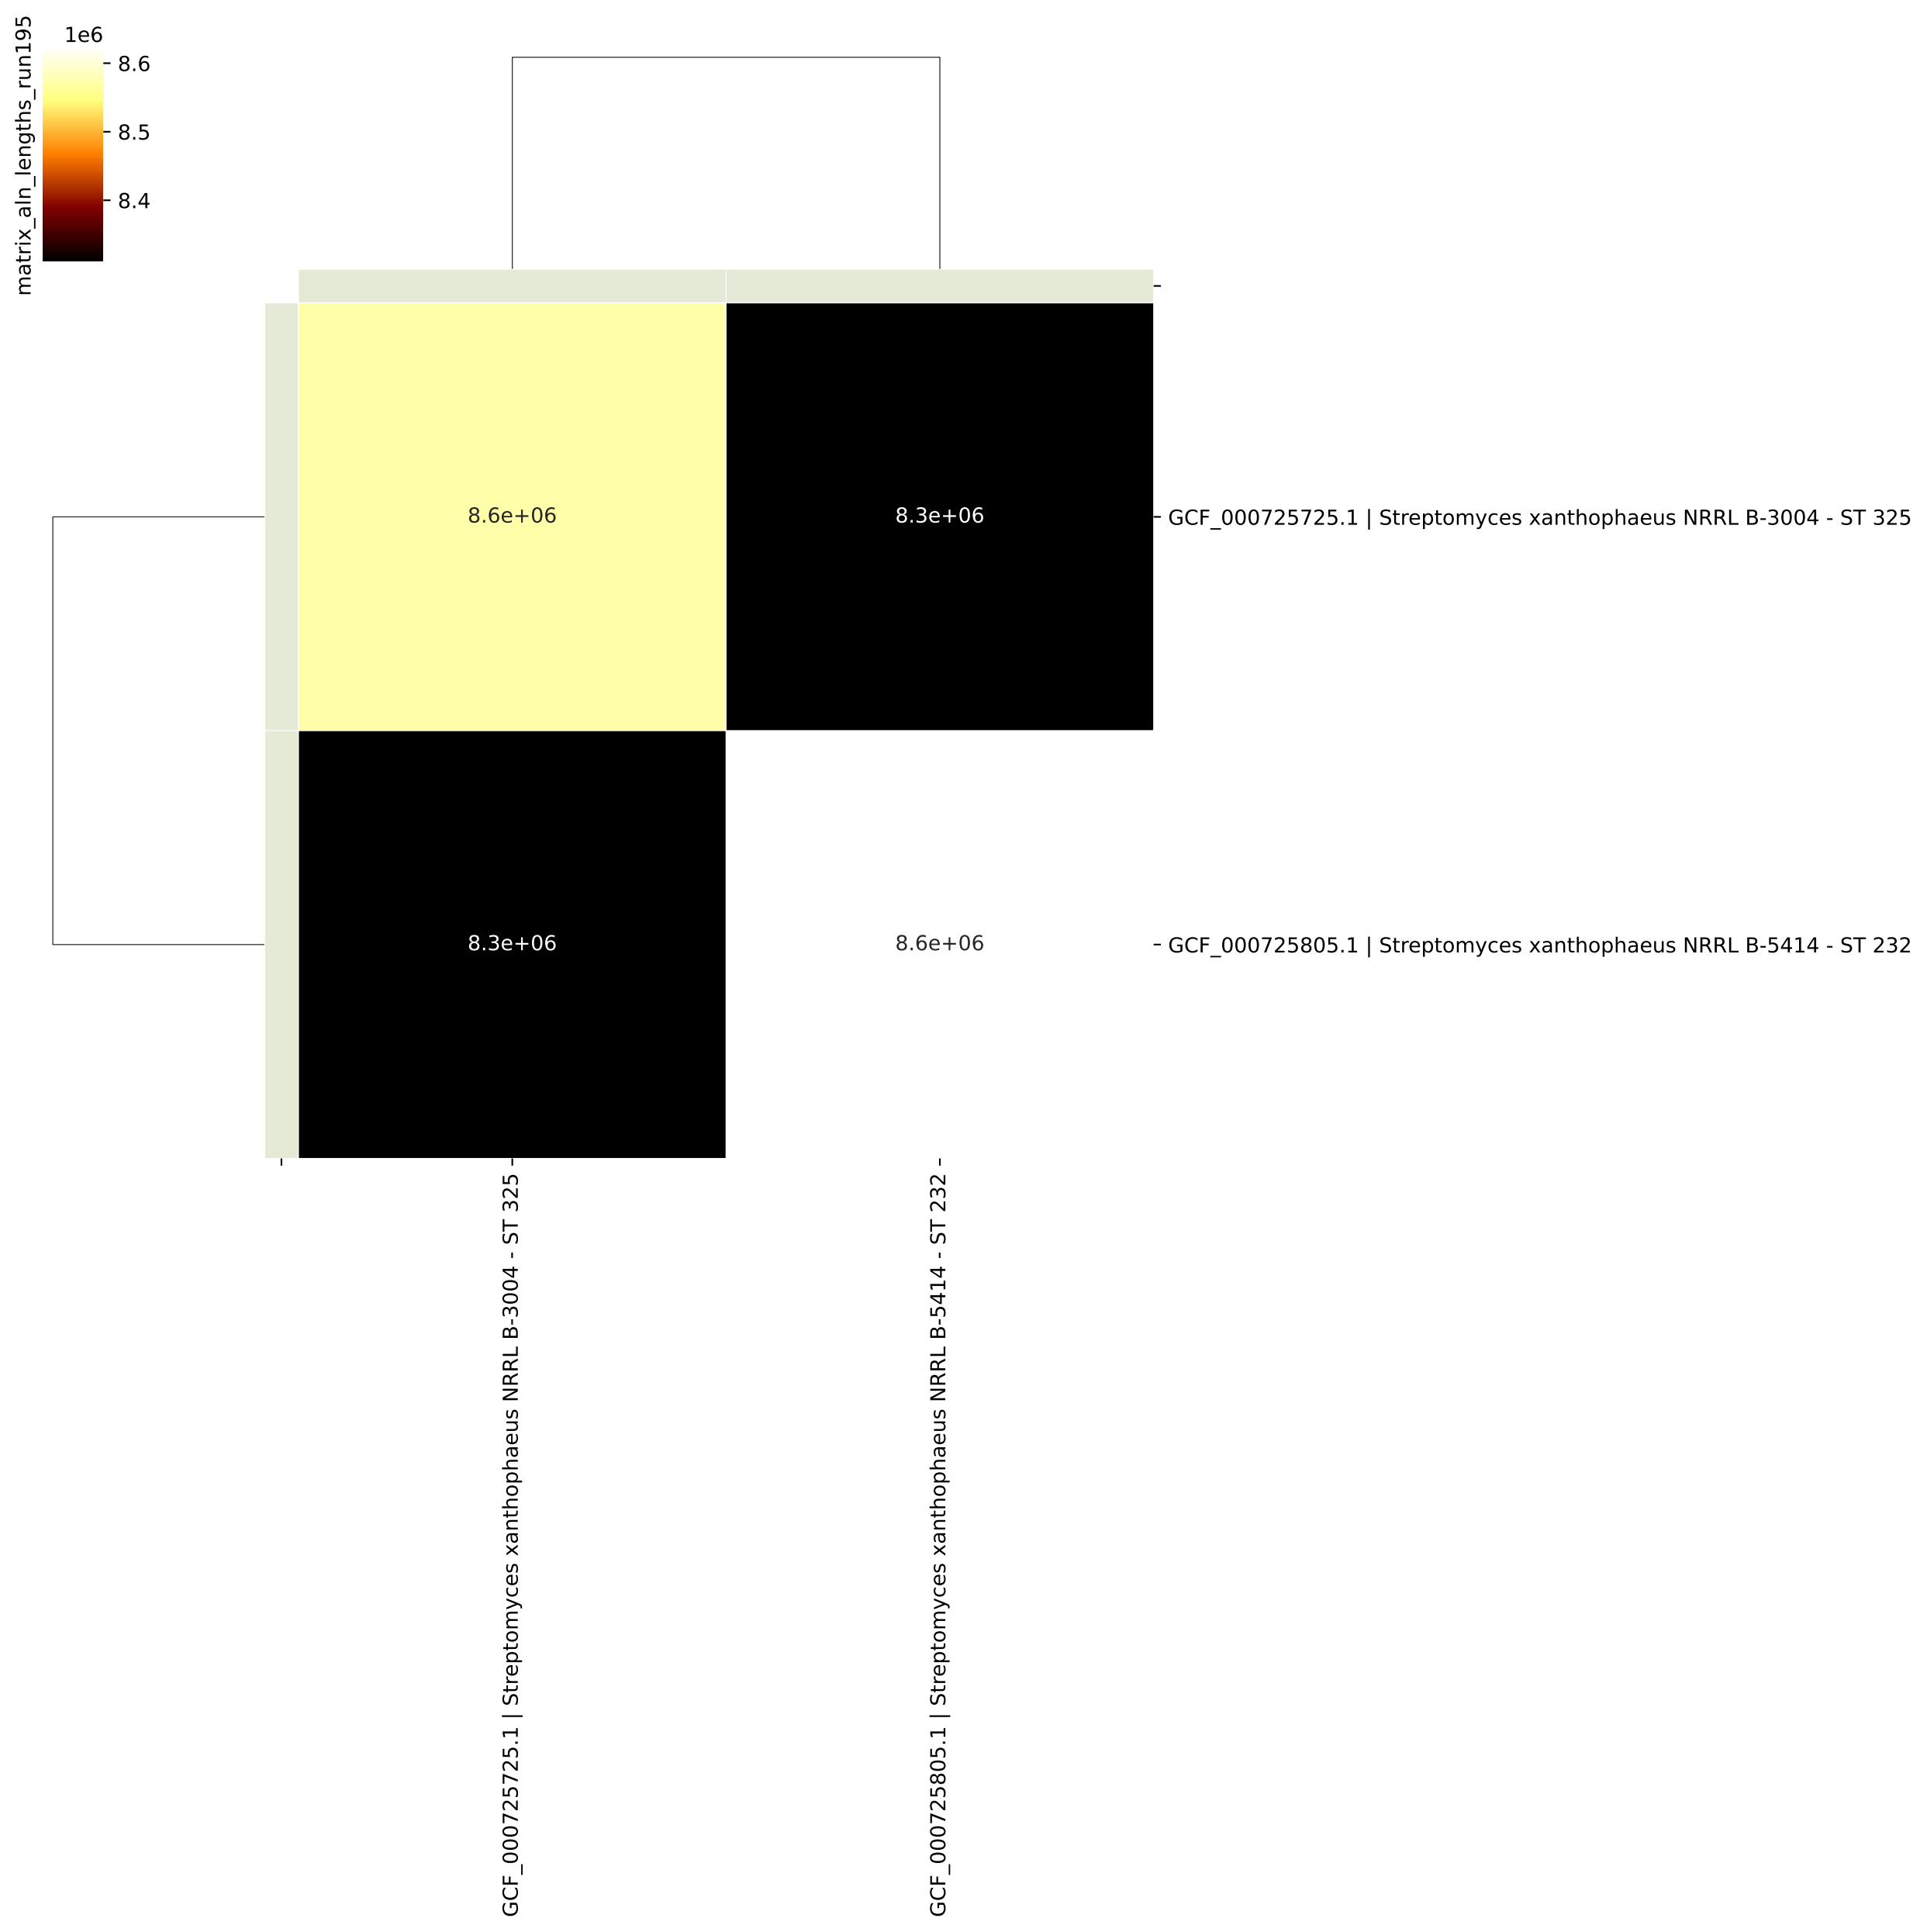 matrix_aln_lengths_run195
1e6
8.6
8.5
8.4
8.6e+06
8.3e+06
GCF_000725725.1 | Streptomyces xanthophaeus NRRL B-3004 - ST 325
8.3e+06
8.6e+06
GCF_000725805.1 | Streptomyces xanthophaeus NRRL B-5414 - ST 232
GCF_000725725.1 | Streptomyces xanthophaeus NRRL B-3004 - ST 325
GCF_000725805.1 | Streptomyces xanthophaeus NRRL B-5414 - ST 232